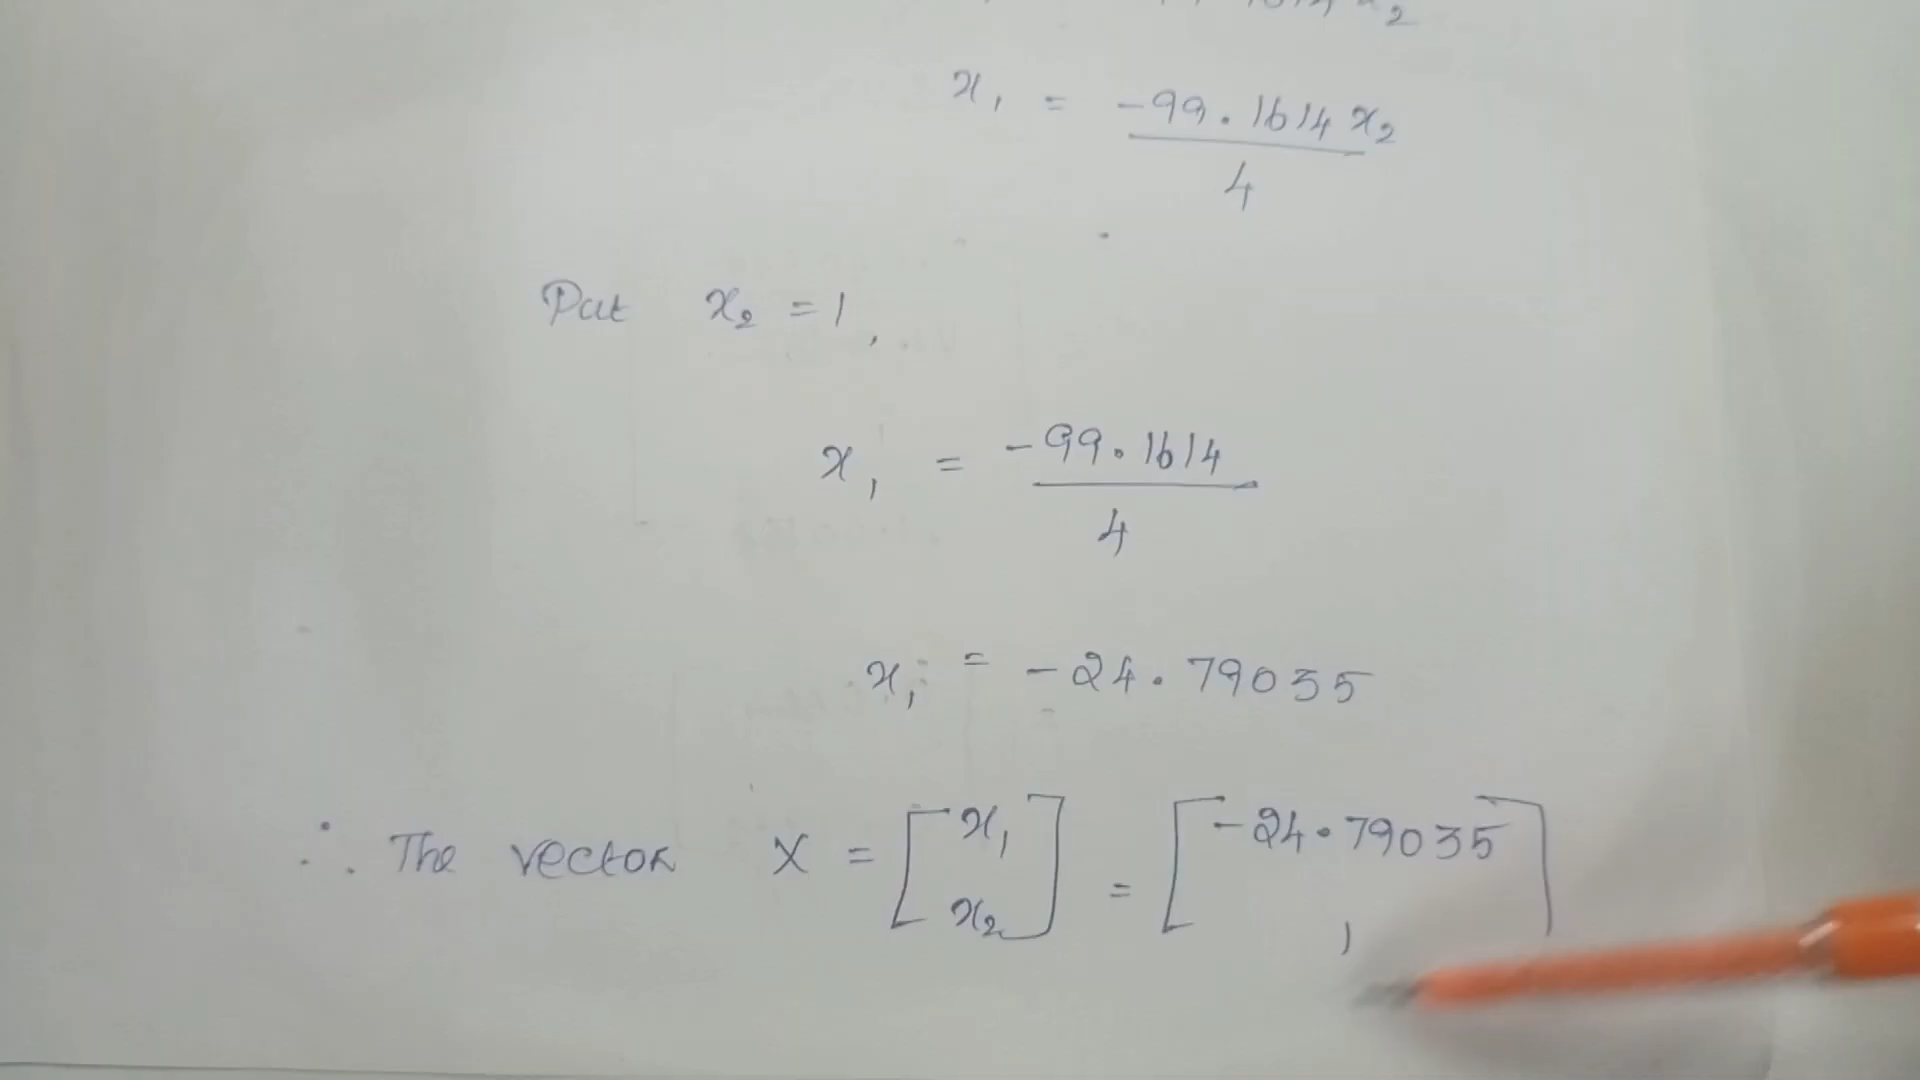 x₁ = -99.1614 x₂
4
Put x₂ = 1,
x₁ = -99.1614
4
x₁ = -24.79035
∴ The vector X = [x₁ x₂] = [-24.79035 1]